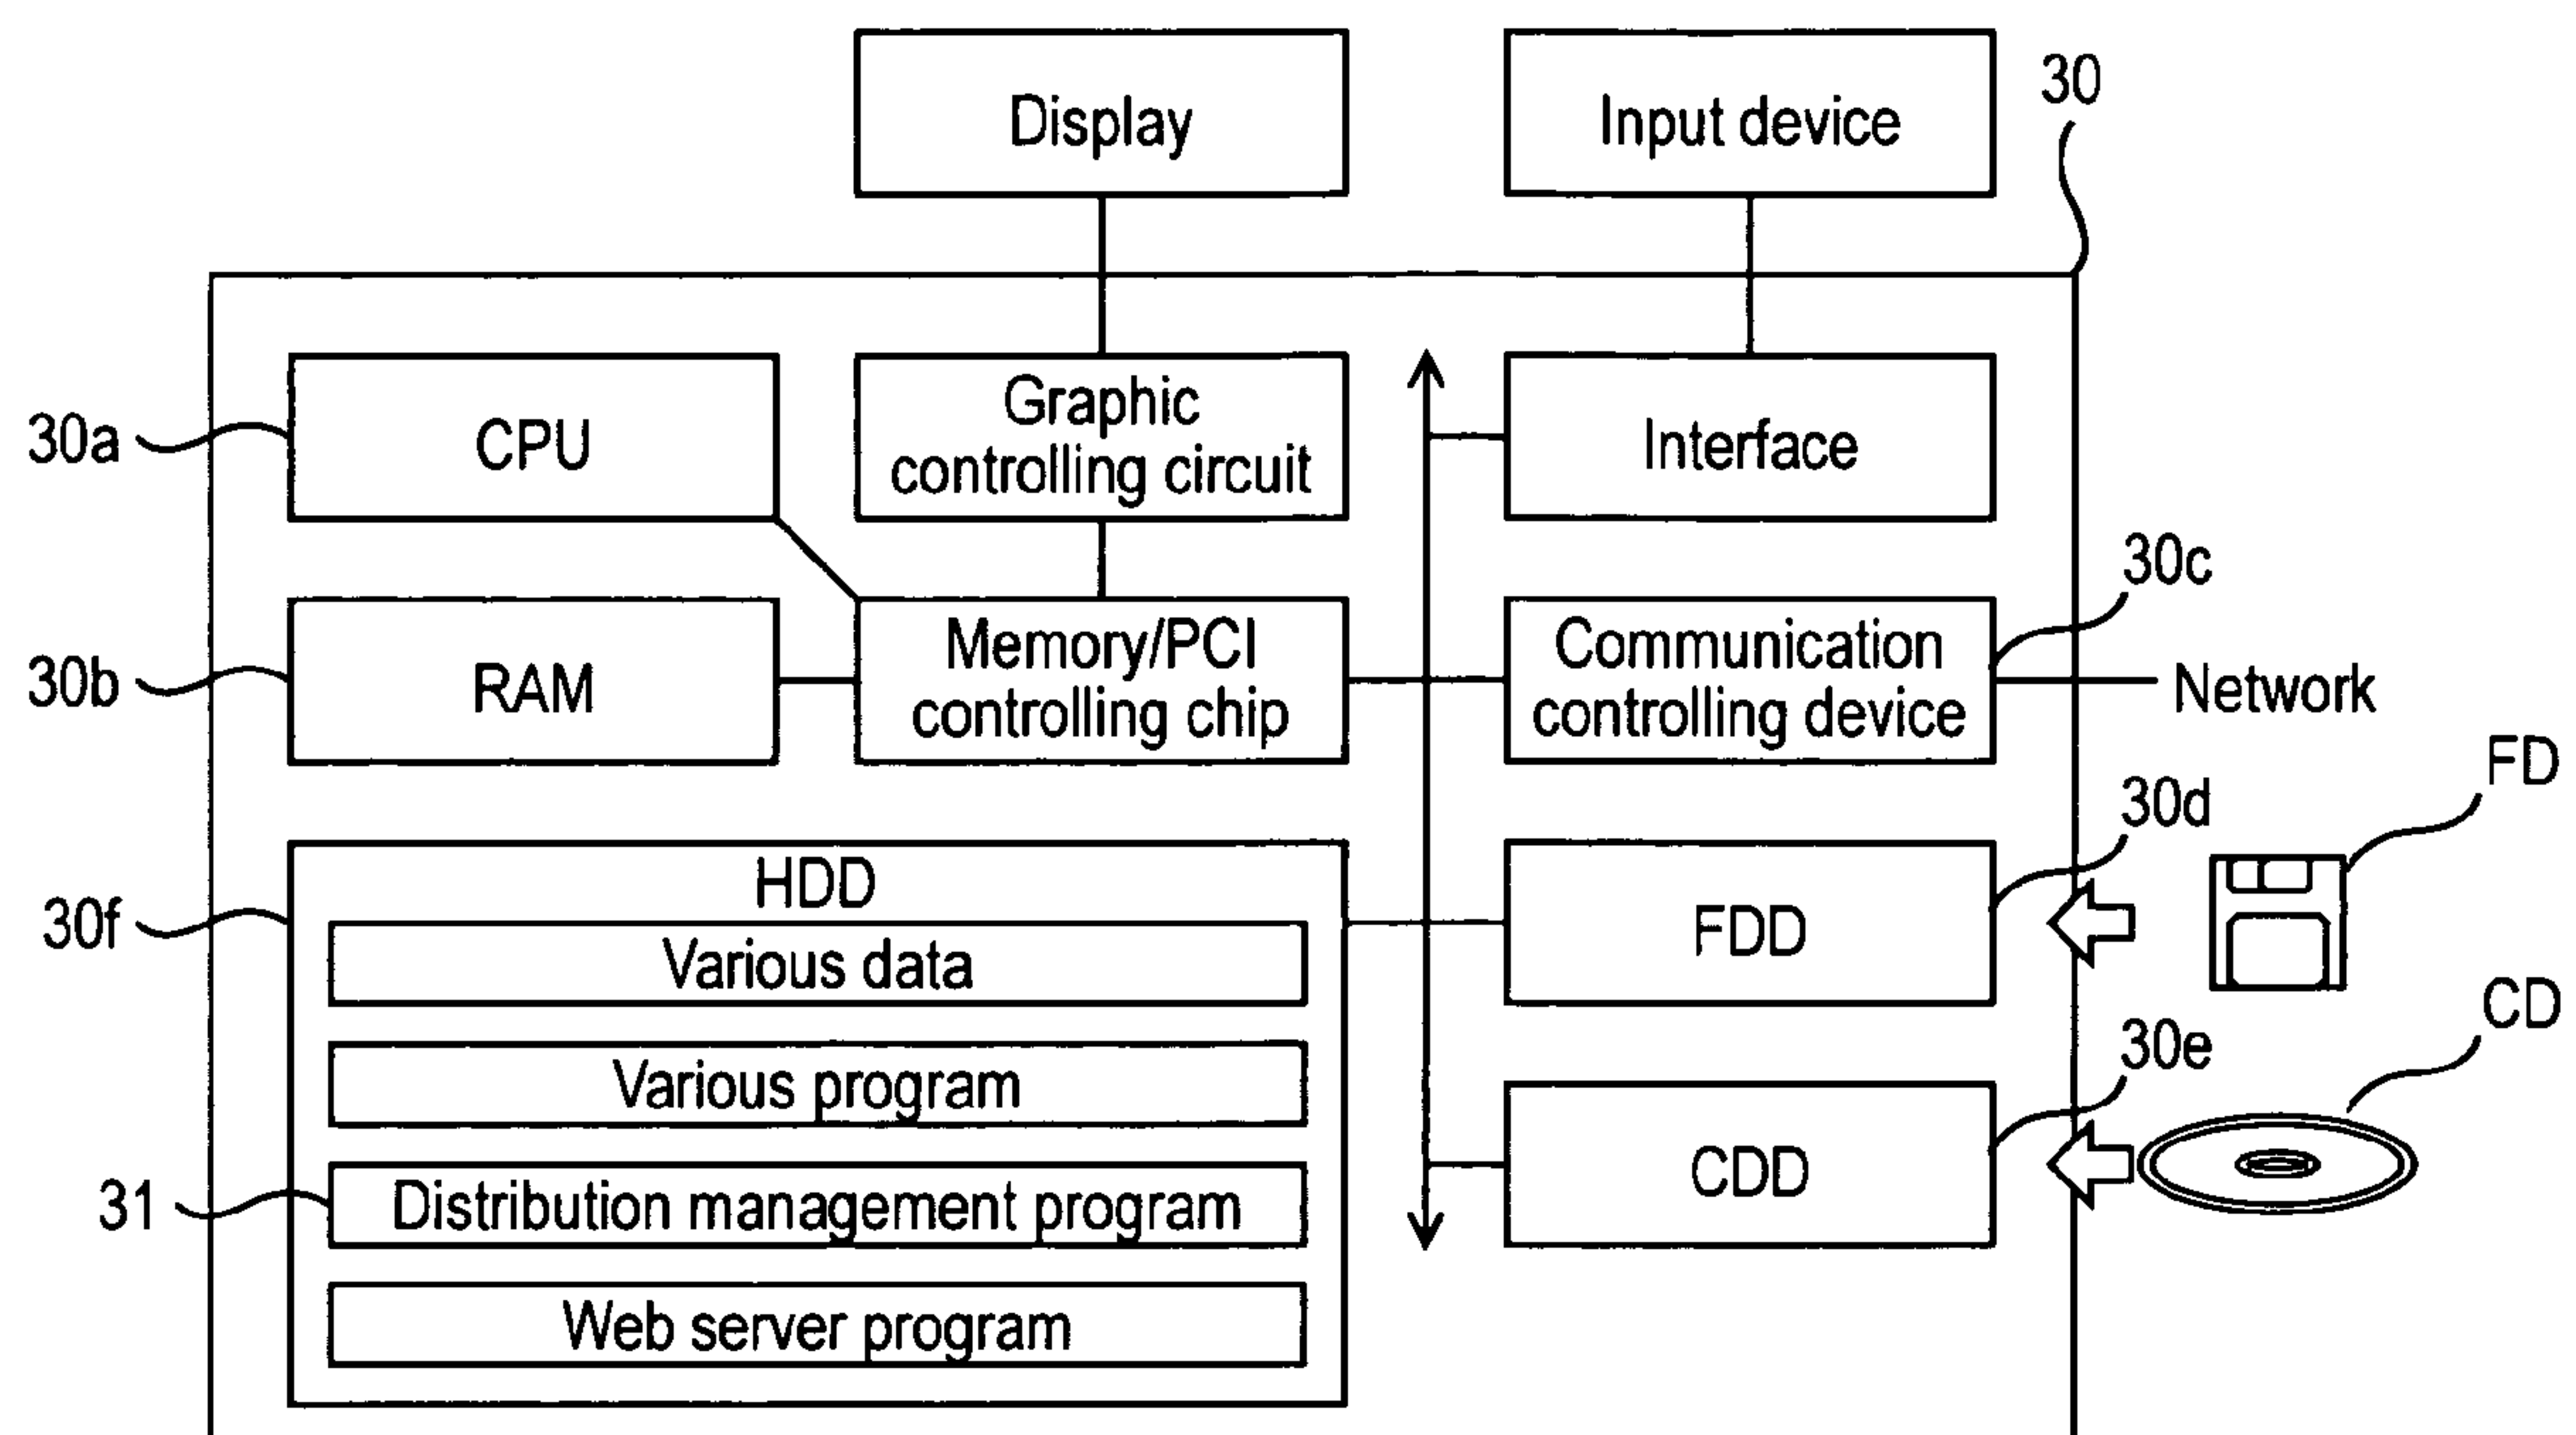 Display
Input device
30
30a
CPU
Graphic
controlling circuit
Interface
30b
RAM
Memory/PCI
controlling chip
Communication
controlling device
30c
Network
30f
HDD
Various data
Various program
31
Distribution management program
Web server program
FDD
30d
FD
CDD
30e
CD